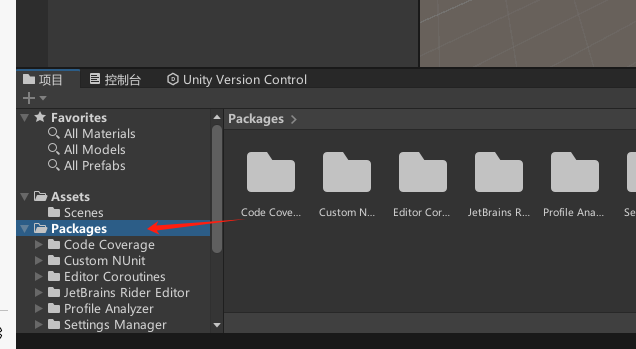 项目 控制台 Unity Version Control
Favorites
All Materials
All Models
All Prefabs
Assets
Scenes
Packages
Code Coverage
Custom NUnit
Editor Coroutines
JetBrains Rider Editor
Profile Analyzer
Settings Manager
Packages
Code Cove... Custom N... Editor Cor... JetBrains R... Profile Ana...